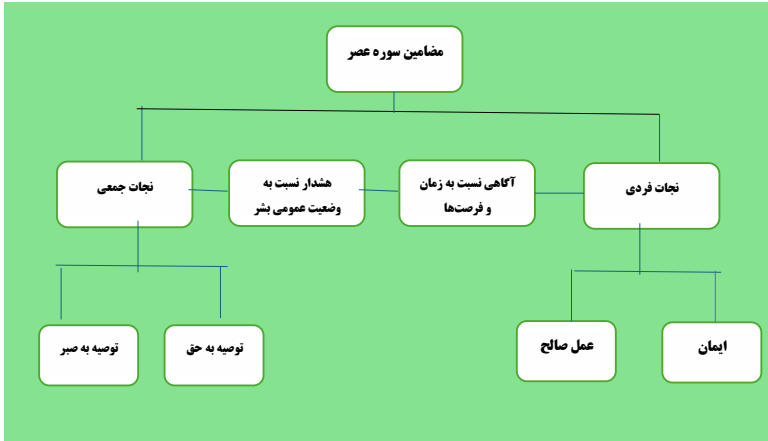 مضامین سوره عصر
نجات فردی
آگاهی نسبت به زمان
و فرصت‌ها
هشدار نسبت به
وضعیت عمومی بشر
نجات جمعی
ایمان
عمل صالح
توصیه به حق
توصیه به صبر